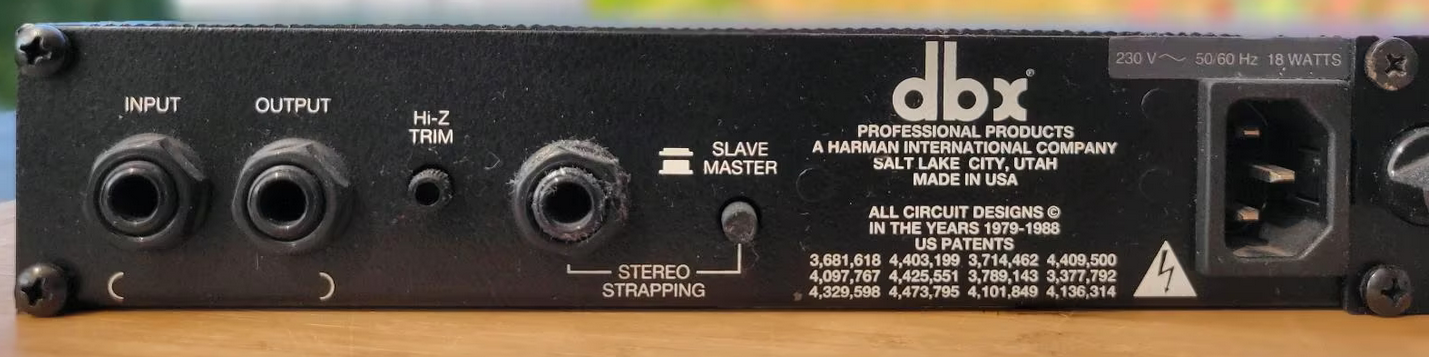 INPUT
OUTPUT
Hi-Z
TRIM
SLAVE
MASTER
STEREO
STRAPPING
dbx®
PROFESSIONAL PRODUCTS
A HARMAN INTERNATIONAL COMPANY
SALT LAKE CITY, UTAH
MADE IN USA
ALL CIRCUIT DESIGNS ©
IN THE YEARS 1979-1988
US PATENTS
3,681,618 4,403,199 3,714,462 4,409,500
4,097,767 4,425,551 3,789,143 3,377,792
4,329,598 4,473,795 4,101,849 4,136,314
230 V~ 50/60 Hz 18 WATTS